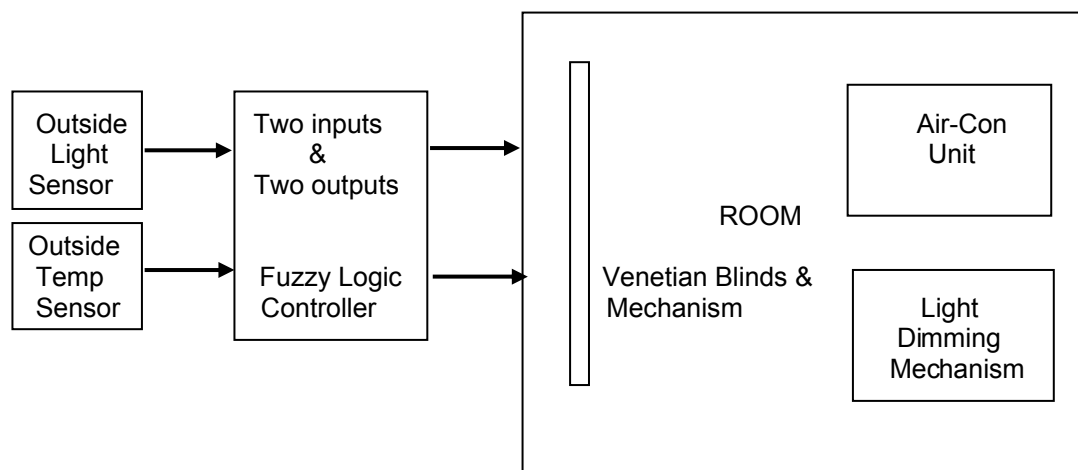 Outside
Light
Sensor
Outside
Temp
Sensor
Two inputs
&
Two outputs
Fuzzy Logic
Controller
ROOM
Venetian Blinds &
Mechanism
Air-Con
Unit
Light
Dimming
Mechanism